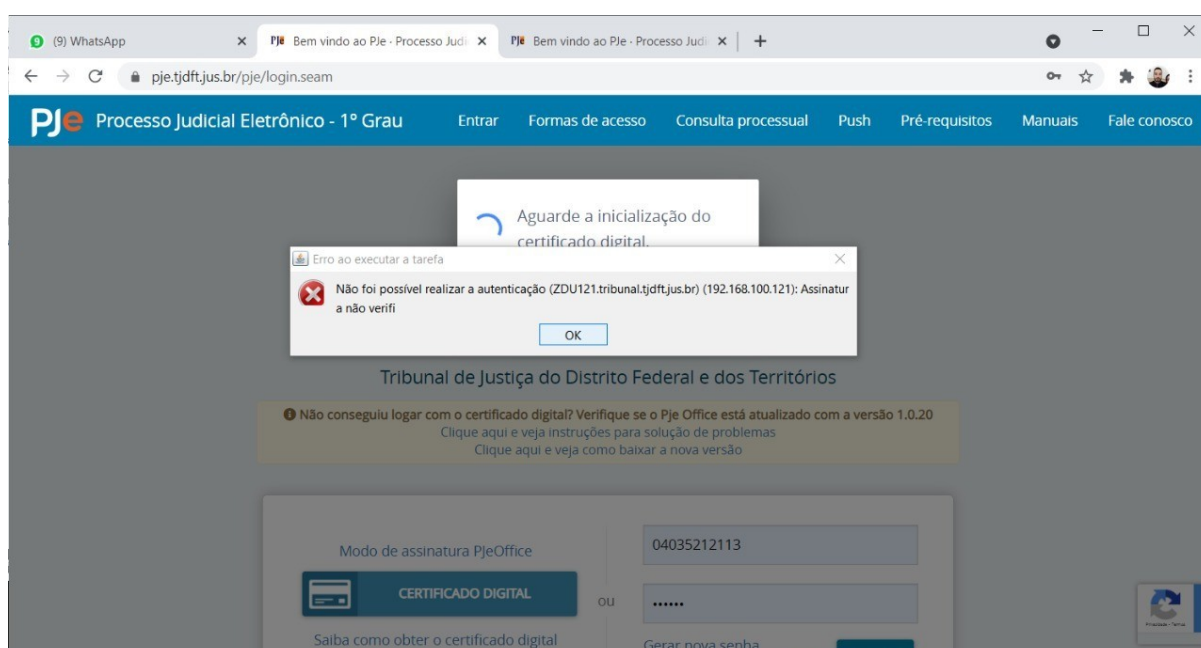 9 (9) WhatsApp
PJe Bem vindo ao PJe - Processo Judi
PJe Bem vindo ao PJe - Processo Judi
pje.tjdft.jus.br/pje/login.seam
PJe Processo Judicial Eletrônico - 1º Grau Entrar Formas de acesso Consulta processual Push Pré-requisitos Manuais Fale conosco
Aguarde a inicialização do
certificado digital.
Erro ao executar a tarefa
Não foi possível realizar a autenticação (ZDU121.tribunal.tjdft.jus.br) (192.168.100.121): Assinatur
a não verifi
OK
Tribunal de Justiça do Distrito Federal e dos Territórios
Não conseguiu logar com o certificado digital? Verifique se o Pje Office está atualizado com a versão 1.0.20
Clique aqui e veja instruções para solução de problemas
Clique aqui e veja como baixar a nova versão
Modo de assinatura PJeOffice
04035212113
CERTIFICADO DIGITAL
ou
••••••
Saiba como obter o certificado digital
Gerar nova senha